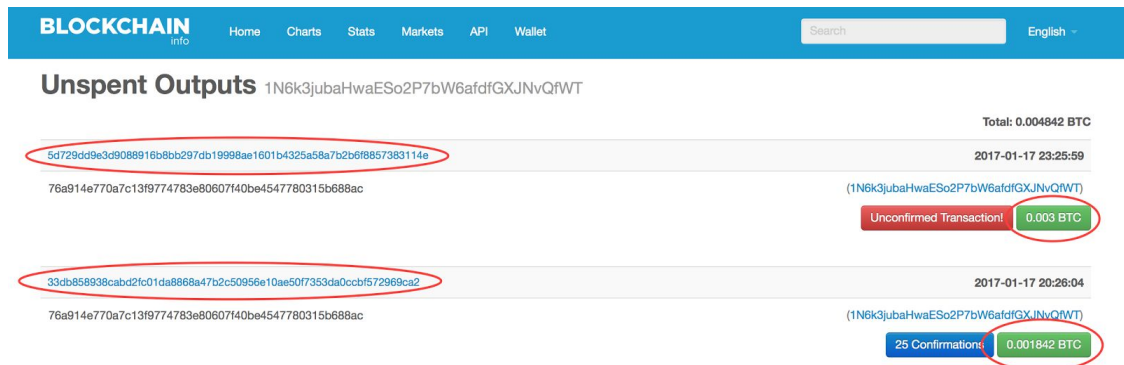 BLOCKCHAIN info Home Charts Stats Markets API Wallet Search English
Unspent Outputs 1N6k3jubaHwaESo2P7bW6afdfGXJNvQfWT
Total: 0.004842 BTC
5d729dd9e3d9088916b8bb297db19998ae1601b4325a58a7b2b6f8857383114e 2017-01-17 23:25:59
76a914e770a7c13f9774783e80607f40be4547780315b688ac (1N6k3jubaHwaESo2P7bW6afdfGXJNvQfWT)
Unconfirmed Transaction! 0.003 BTC
33db858938cabd2fc01da8868a47b2c50956e10ae50f7353da0ccbf572969ca2 2017-01-17 20:26:04
76a914e770a7c13f9774783e80607f40be4547780315b688ac (1N6k3jubaHwaESo2P7bW6afdfGXJNvQfWT)
25 Confirmations 0.001842 BTC